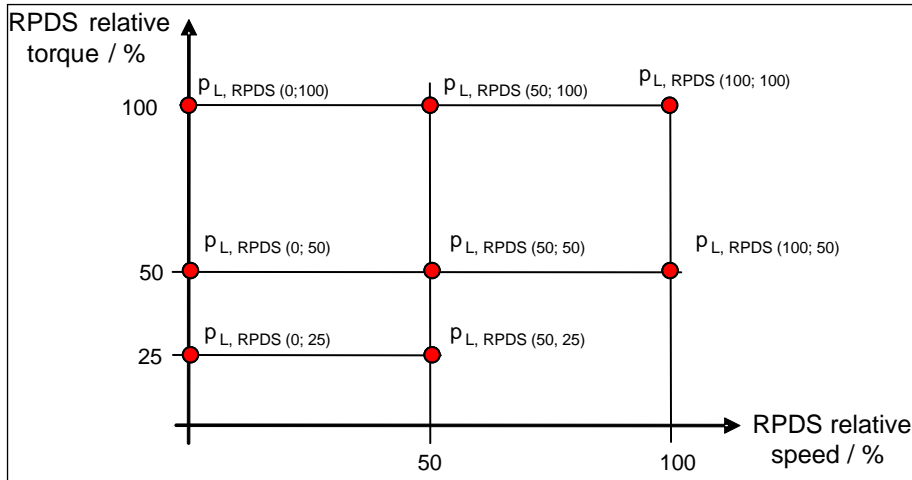 RPDS relative
torque / %
p L, RPDS (0;100)
p L, RPDS (50; 100)
p L, RPDS (100; 100)
100
p L, RPDS (0; 50)
p L, RPDS (50; 50)
p L, RPDS (100; 50)
50
p L, RPDS (0; 25)
p L, RPDS (50, 25)
25
RPDS relative
speed / %
50
100